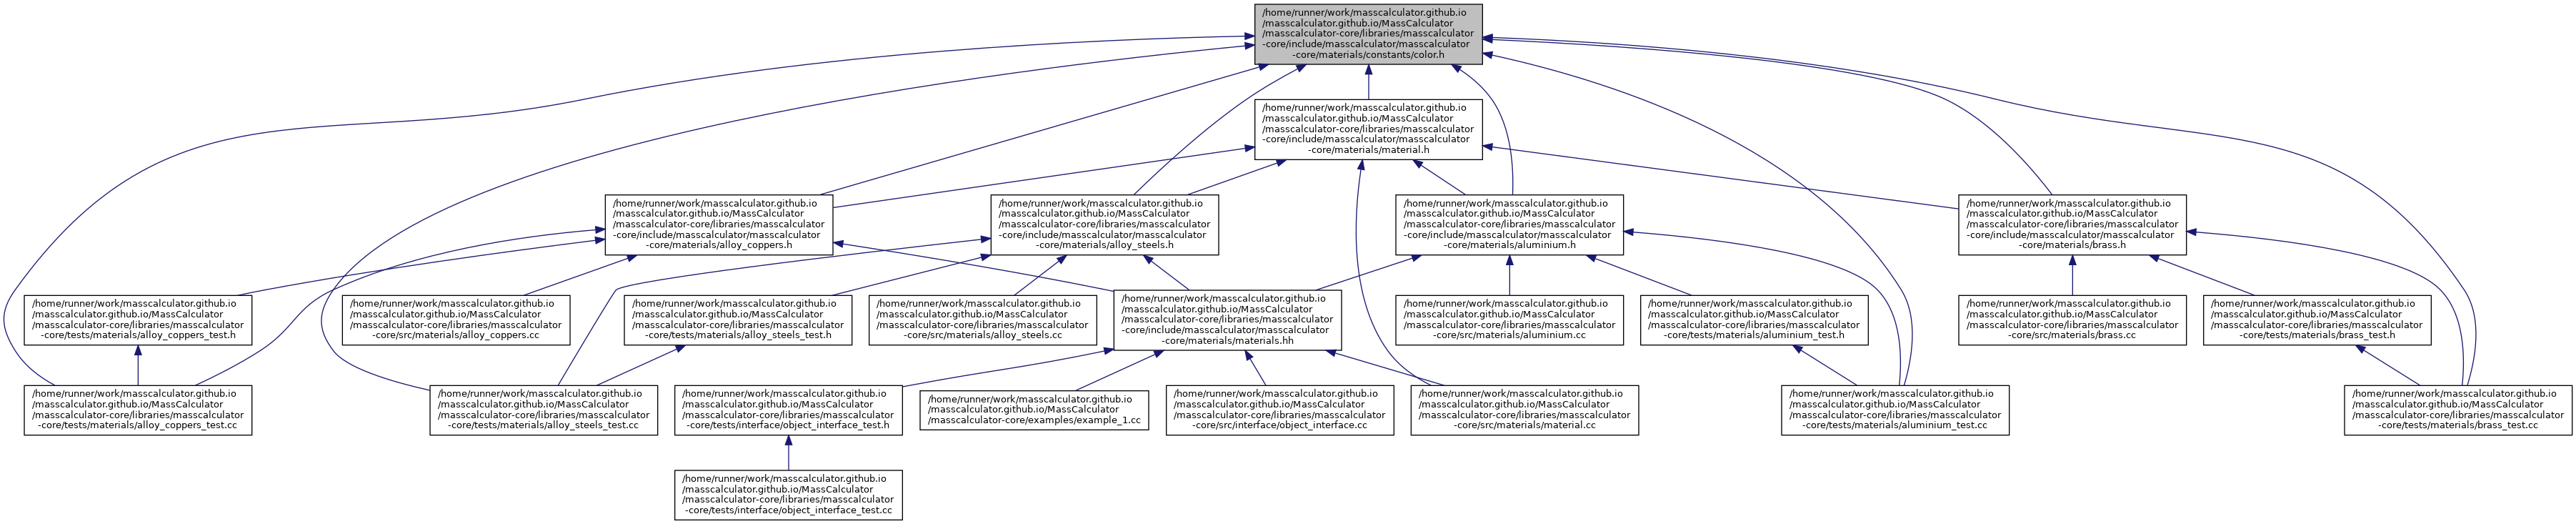 /home/runner/work/masscalculator.github.io
/masscalculator.github.io/MassCalculator
/masscalculator-core/libraries/masscalculator
-core/include/masscalculator/masscalculator
-core/materials/constants/color.h
/home/runner/work/masscalculator.github.io
/masscalculator.github.io/MassCalculator
/masscalculator-core/libraries/masscalculator
-core/include/masscalculator/masscalculator
-core/materials/material.h
/home/runner/work/masscalculator.github.io
/masscalculator.github.io/MassCalculator
/masscalculator-core/libraries/masscalculator
-core/include/masscalculator/masscalculator
-core/materials/alloy_coppers.h
/home/runner/work/masscalculator.github.io
/masscalculator.github.io/MassCalculator
/masscalculator-core/libraries/masscalculator
-core/include/masscalculator/masscalculator
-core/materials/alloy_steels.h
/home/runner/work/masscalculator.github.io
/masscalculator.github.io/MassCalculator
/masscalculator-core/libraries/masscalculator
-core/include/masscalculator/masscalculator
-core/materials/aluminium.h
/home/runner/work/masscalculator.github.io
/masscalculator.github.io/MassCalculator
/masscalculator-core/libraries/masscalculator
-core/include/masscalculator/masscalculator
-core/materials/brass.h
/home/runner/work/masscalculator.github.io
/masscalculator.github.io/MassCalculator
/masscalculator-core/libraries/masscalculator
-core/tests/materials/alloy_coppers_test.h
/home/runner/work/masscalculator.github.io
/masscalculator.github.io/MassCalculator
/masscalculator-core/libraries/masscalculator
-core/src/materials/alloy_coppers.cc
/home/runner/work/masscalculator.github.io
/masscalculator.github.io/MassCalculator
/masscalculator-core/libraries/masscalculator
-core/tests/materials/alloy_steels_test.h
/home/runner/work/masscalculator.github.io
/masscalculator.github.io/MassCalculator
/masscalculator-core/libraries/masscalculator
-core/src/materials/alloy_steels.cc
/home/runner/work/masscalculator.github.io
/masscalculator.github.io/MassCalculator
/masscalculator-core/libraries/masscalculator
-core/include/masscalculator/masscalculator
-core/materials/materials.hh
/home/runner/work/masscalculator.github.io
/masscalculator.github.io/MassCalculator
/masscalculator-core/libraries/masscalculator
-core/src/materials/aluminium.cc
/home/runner/work/masscalculator.github.io
/masscalculator.github.io/MassCalculator
/masscalculator-core/libraries/masscalculator
-core/tests/materials/aluminium_test.h
/home/runner/work/masscalculator.github.io
/masscalculator.github.io/MassCalculator
/masscalculator-core/libraries/masscalculator
-core/src/materials/brass.cc
/home/runner/work/masscalculator.github.io
/masscalculator.github.io/MassCalculator
/masscalculator-core/libraries/masscalculator
-core/tests/materials/brass_test.h
/home/runner/work/masscalculator.github.io
/masscalculator.github.io/MassCalculator
/masscalculator-core/libraries/masscalculator
-core/tests/materials/alloy_coppers_test.cc
/home/runner/work/masscalculator.github.io
/masscalculator.github.io/MassCalculator
/masscalculator-core/libraries/masscalculator
-core/tests/materials/alloy_steels_test.cc
/home/runner/work/masscalculator.github.io
/masscalculator.github.io/MassCalculator
/masscalculator-core/libraries/masscalculator
-core/tests/interface/object_interface_test.h
/home/runner/work/masscalculator.github.io
/masscalculator.github.io/MassCalculator
/masscalculator-core/examples/example_1.cc
/home/runner/work/masscalculator.github.io
/masscalculator.github.io/MassCalculator
/masscalculator-core/libraries/masscalculator
-core/src/interface/object_interface.cc
/home/runner/work/masscalculator.github.io
/masscalculator.github.io/MassCalculator
/masscalculator-core/libraries/masscalculator
-core/src/materials/material.cc
/home/runner/work/masscalculator.github.io
/masscalculator.github.io/MassCalculator
/masscalculator-core/libraries/masscalculator
-core/tests/materials/aluminium_test.cc
/home/runner/work/masscalculator.github.io
/masscalculator.github.io/MassCalculator
/masscalculator-core/libraries/masscalculator
-core/tests/materials/brass_test.cc
/home/runner/work/masscalculator.github.io
/masscalculator.github.io/MassCalculator
/masscalculator-core/libraries/masscalculator
-core/tests/interface/object_interface_test.cc